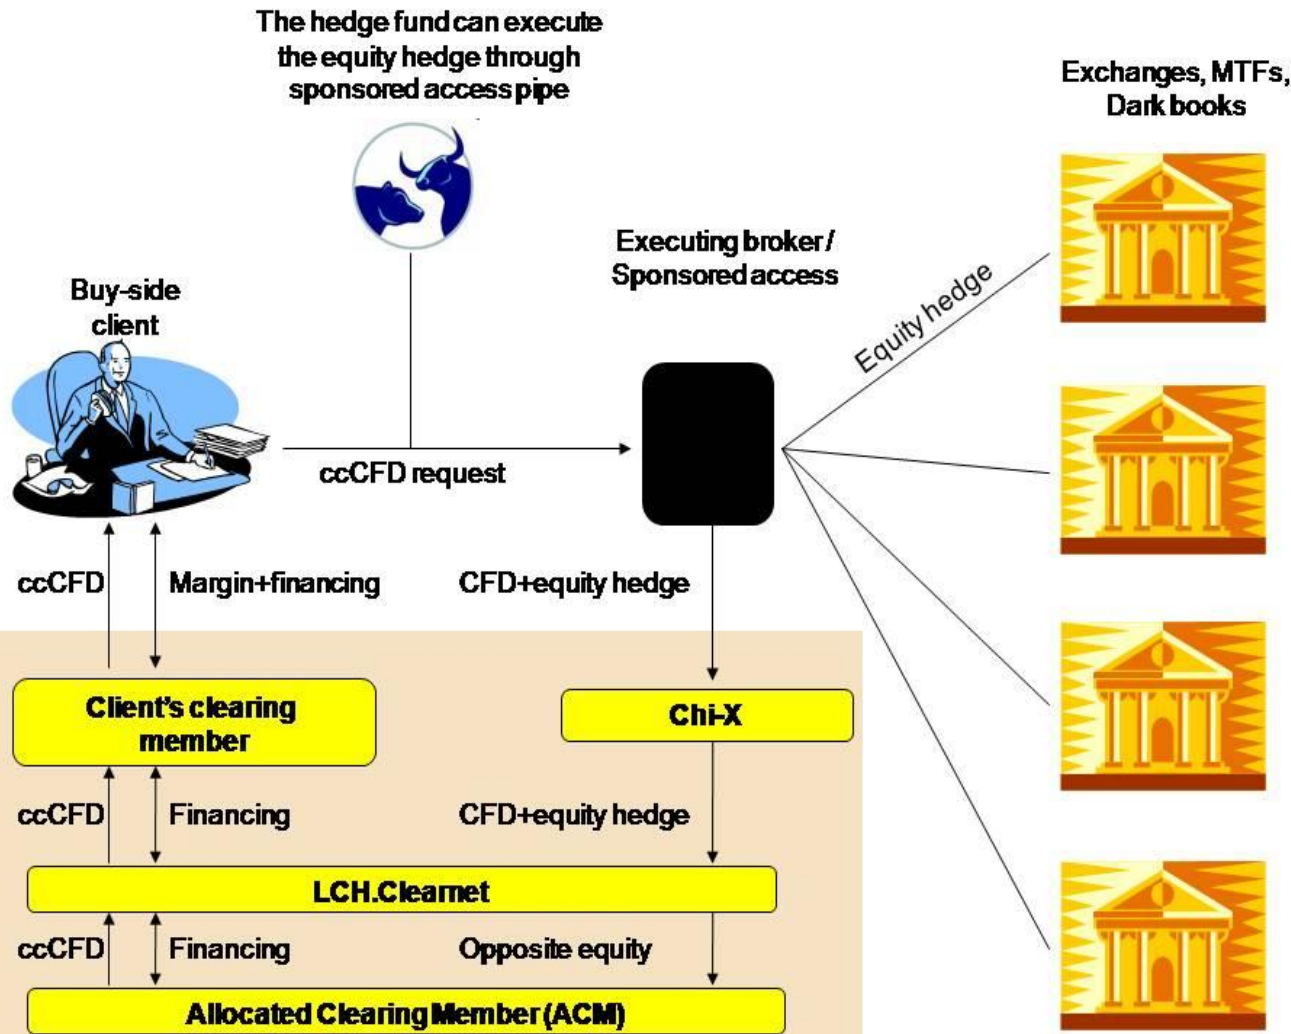 The hedge fund can execute
the equity hedge through
sponsored access pipe
Exchanges, MTFs,
Dark books
Executing broker /
Sponsored access
Buy-side
client
Equity hedge
ccCFD request
ccCFD
Margin+financing
CFD+equity hedge
Client's clearing
member
Chi-X
ccCFD
Financing
CFD+equity hedge
LCH.Clearnet
ccCFD
Financing
Opposite equity
Allocated Clearing Member (ACM)